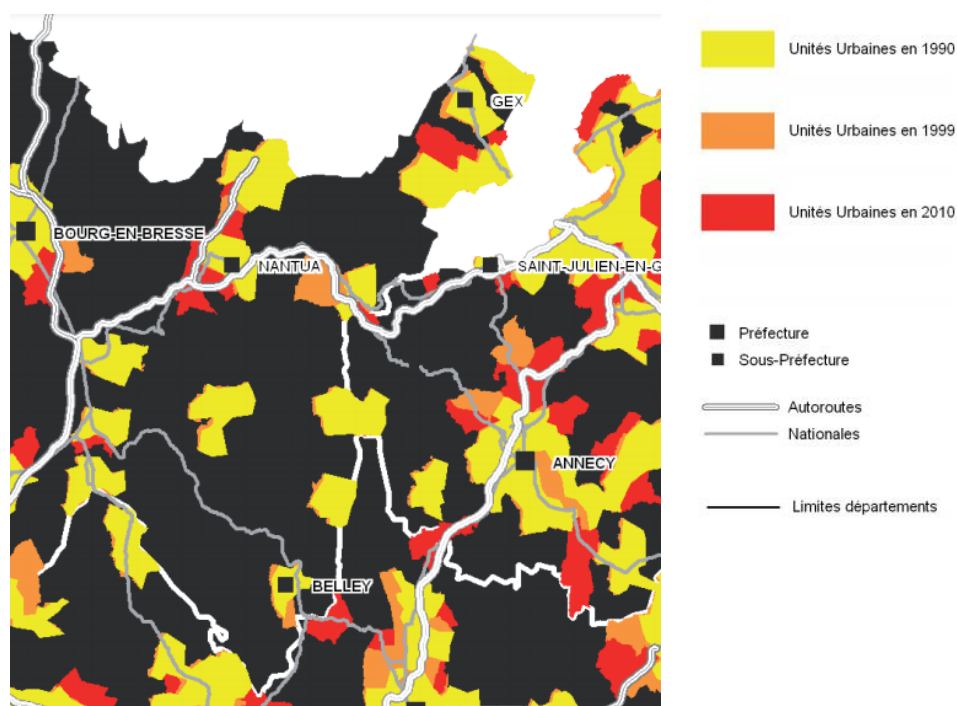 GEX
BOURG-EN-BRESSE
NANTUA
SAINT-JULIEN-EN-G
ANNECY
BELLEY
Unités Urbaines en 1990
Unités Urbaines en 1999
Unités Urbaines en 2010
Préfecture
Sous-Préfecture
Autoroutes
Nationales
Limites départements